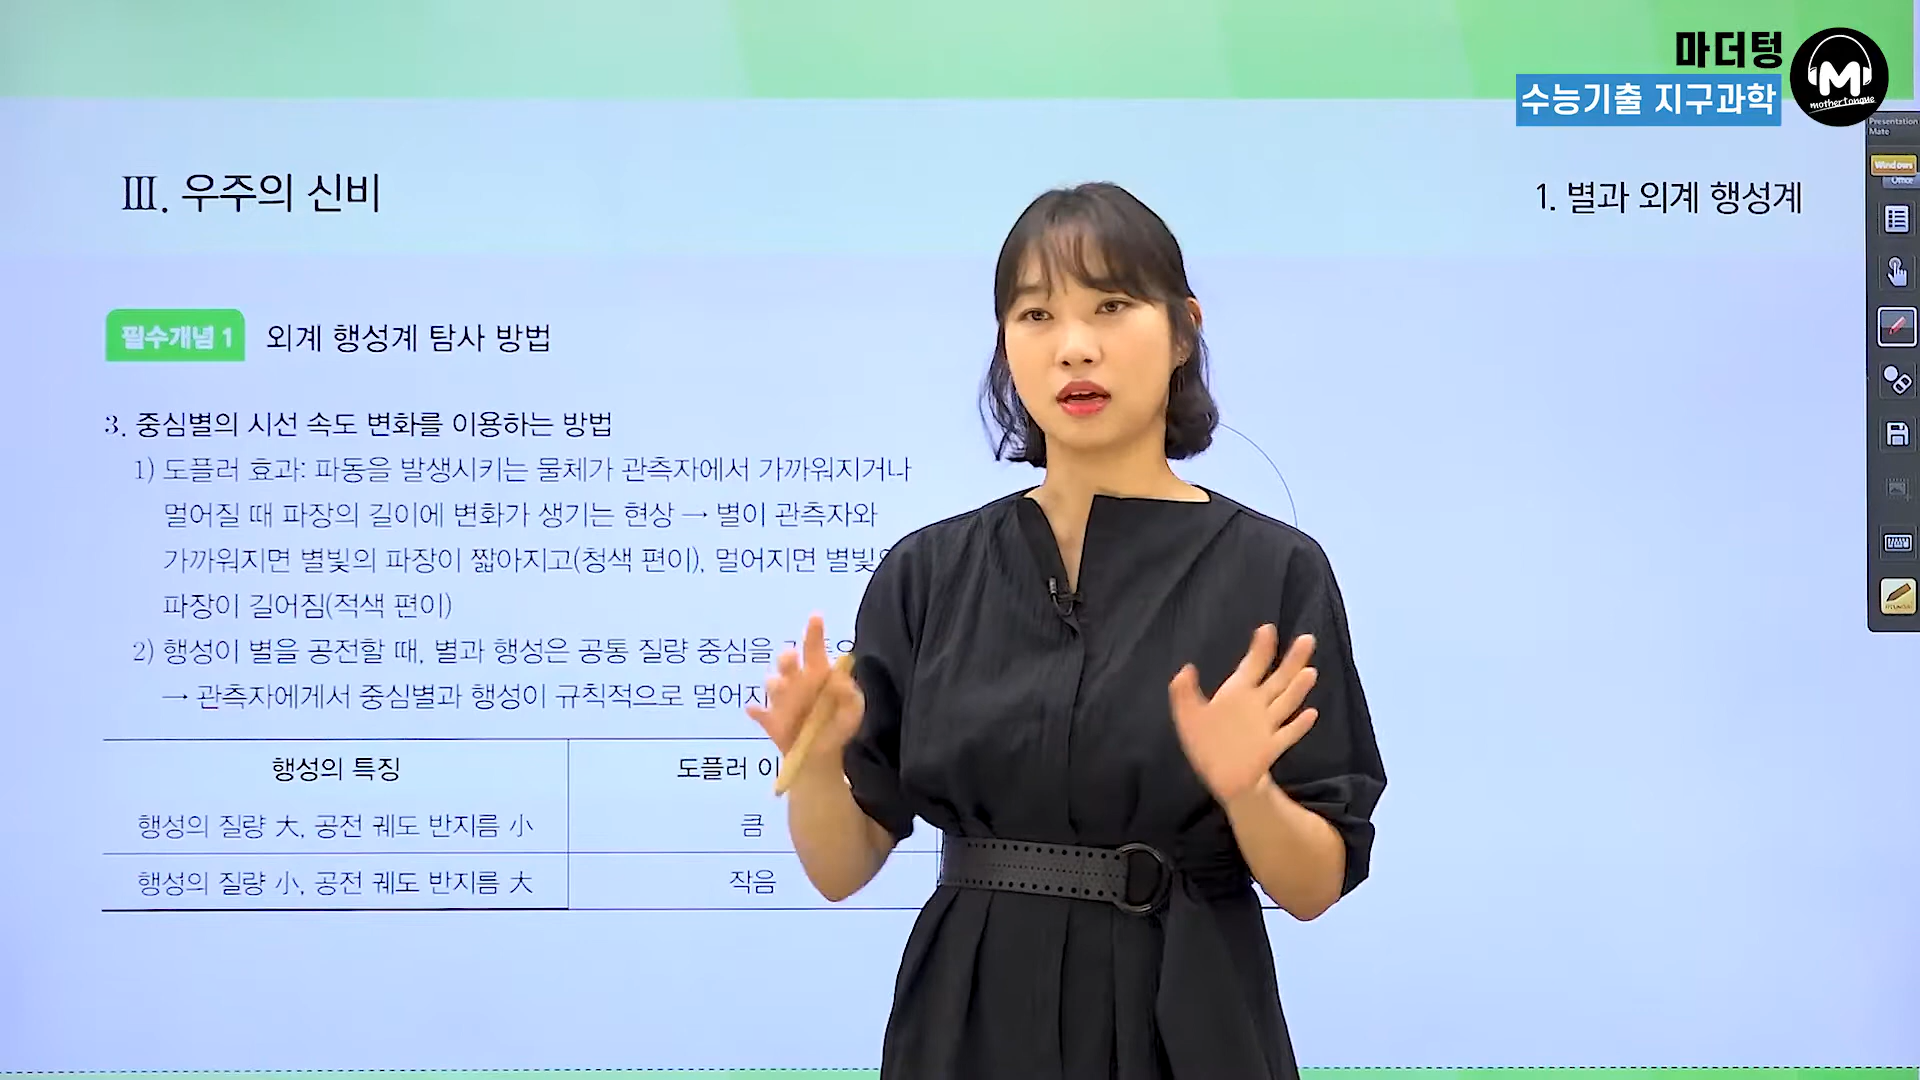 마더텅
수능기출 지구과학
mother tongue
Presentation
Mate
Windows
Office
Ⅲ. 우주의 신비
1. 별과 외계 행성계
필수개념 1
외계 행성계 탐사 방법
3. 중심별의 시선 속도 변화를 이용하는 방법
1) 도플러 효과: 파동을 발생시키는 물체가 관측자에서 가까워지거나
멀어질 때 파장의 길이에 변화가 생기는 현상 → 별이 관측자와
가까워지면 별빛의 파장이 짧아지고(청색 편이), 멀어지면
파장이 길어짐(적색 편이)
2) 행성이 별을 공전할 때, 별과 행성은 공통 질량 중심을
→ 관측자에게서 중심별과 행성이 규칙적으로
행성의 특징
도플러
행성의 질량 大, 공전 궤도 반지름 小
큼
행성의 질량 小, 공전 궤도 반지름 大
작음